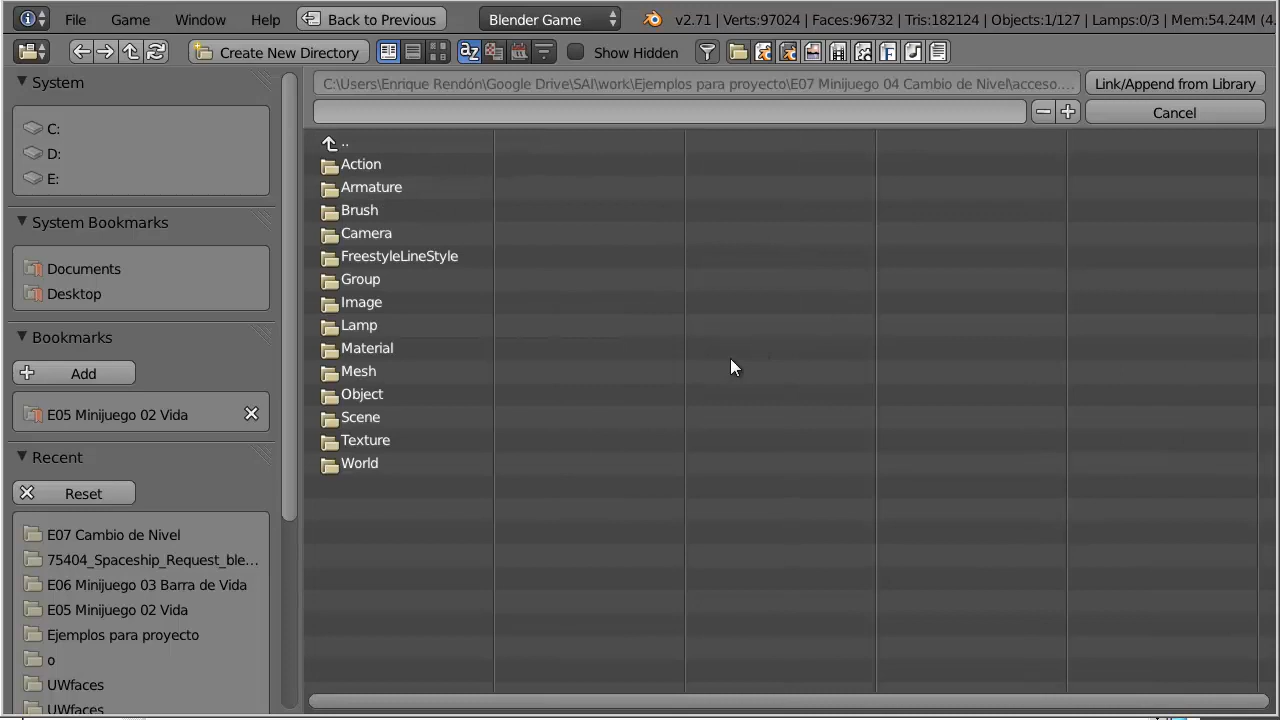 File Game Window Help Back to Previous Blender Game v2.71 | Verts:97024 | Faces:96732 | Tris:182124 | Objects:1/127 | Lamps:0/3 | Mem:54.24M (4.
Create New Directory Show Hidden
System
C:
D:
E:
System Bookmarks
Documents
Desktop
Bookmarks
Add
E05 Minijuego 02 Vida
Recent
Reset
E07 Cambio de Nivel
75404_Spaceship_Request_ble...
E06 Minijuego 03 Barra de Vida
E05 Minijuego 02 Vida
Ejemplos para proyecto
o
UWfaces
UWfaces
C:\Users\Enrique Rendón\Google Drive\SAI\work\Ejemplos para proyecto\E07 Minijuego 04 Cambio de Nivel\acceso.... Link/Append from Library
Cancel
..
Action
Armature
Brush
Camera
FreestyleLineStyle
Group
Image
Lamp
Material
Mesh
Object
Scene
Texture
World